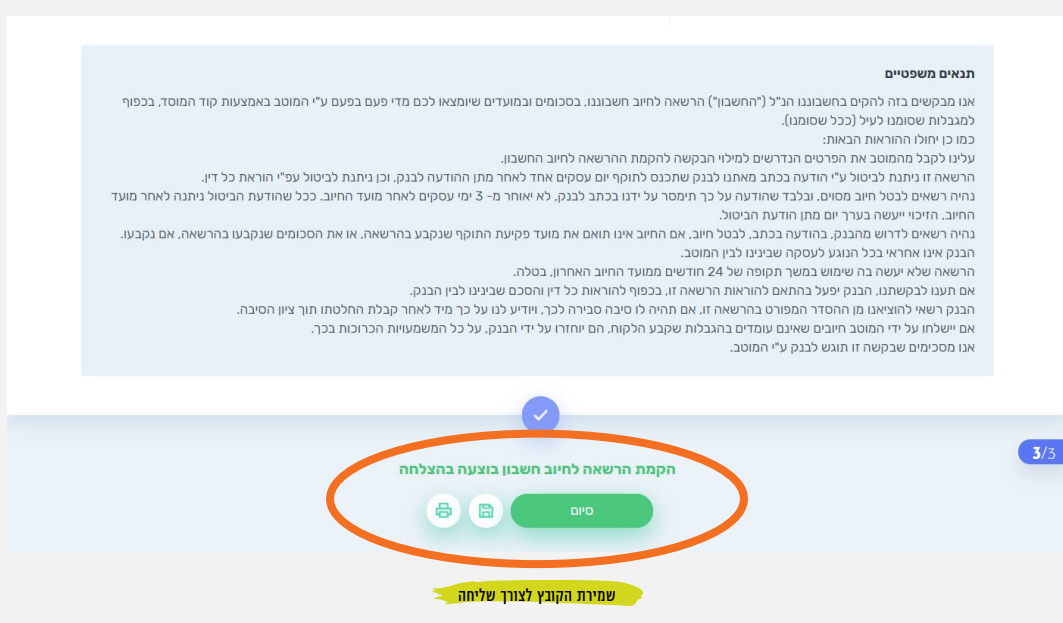 תנאים משפטיים
אנו מבקשים בזה להקים בחשבוננו הנ"ל ("החשבון") הרשאה לחיוב חשבוננו, בסכומים ובמועדים שיומצאו לכם מדי פעם בפעם ע"י המוטב באמצעות קוד המוסד, בכפוף
למגבלות שסומנו לעיל (ככל שסומנו).
כמו כן יחולו ההוראות הבאות:
עלינו לקבל מהמוטב את הפרטים הנדרשים למילוי הבקשה להקמת ההרשאה לחיוב החשבון.
הרשאה זו ניתנת לביטול ע"י הודעה בכתב מאתנו לבנק שתכנס לתוקף יום עסקים אחד לאחר מתן ההודעה לבנק, וכן ניתנת לביטול עפ"י הוראת כל דין.
נהיה רשאים לבטל חיוב מסוים, ובלבד שהודעה על כך תימסר על ידנו בכתב לבנק, לא יאוחר מ- 3 ימי עסקים לאחר מועד החיוב. ככל שהודעת הביטול ניתנה לאחר מועד
החיוב, הזיכוי ייעשה בערך יום מתן הודעת הביטול.
נהיה רשאים לדרוש מהבנק, בהודעה בכתב, לבטל חיוב, אם החיוב אינו תואם את מועד פקיעת התוקף שנקבע בהרשאה, או את הסכומים שנקבעו בהרשאה, אם נקבעו.
הבנק אינו אחראי בכל הנוגע לעסקה שבינינו לבין המוטב.
הרשאה שלא יעשה בה שימוש במשך תקופה של 24 חודשים ממועד החיוב האחרון, בטלה.
אם תענו לבקשתנו, הבנק יפעל בהתאם להוראות הרשאה זו, בכפוף להוראות כל דין והסכם שבינינו לבין הבנק.
הבנק רשאי להוציאנו מן ההסדר המפורט בהרשאה זו, אם תהיה לו סיבה סבירה לכך, ויודיע לנו על כך מיד לאחר קבלת החלטתו תוך ציון הסיבה.
אם יישלחו על ידי המוטב חיובים שאינם עומדים בהגבלות שקבע הלקוח, הם יוחזרו על ידי הבנק, על כל המשמעויות הכרוכות בכך.
אנו מסכימים שבקשה זו תוגש לבנק ע"י המוטב.
3/3
הקמת הרשאה לחיוב חשבון בוצעה בהצלחה
סיום
שמירת הקובץ לצורך שליחה